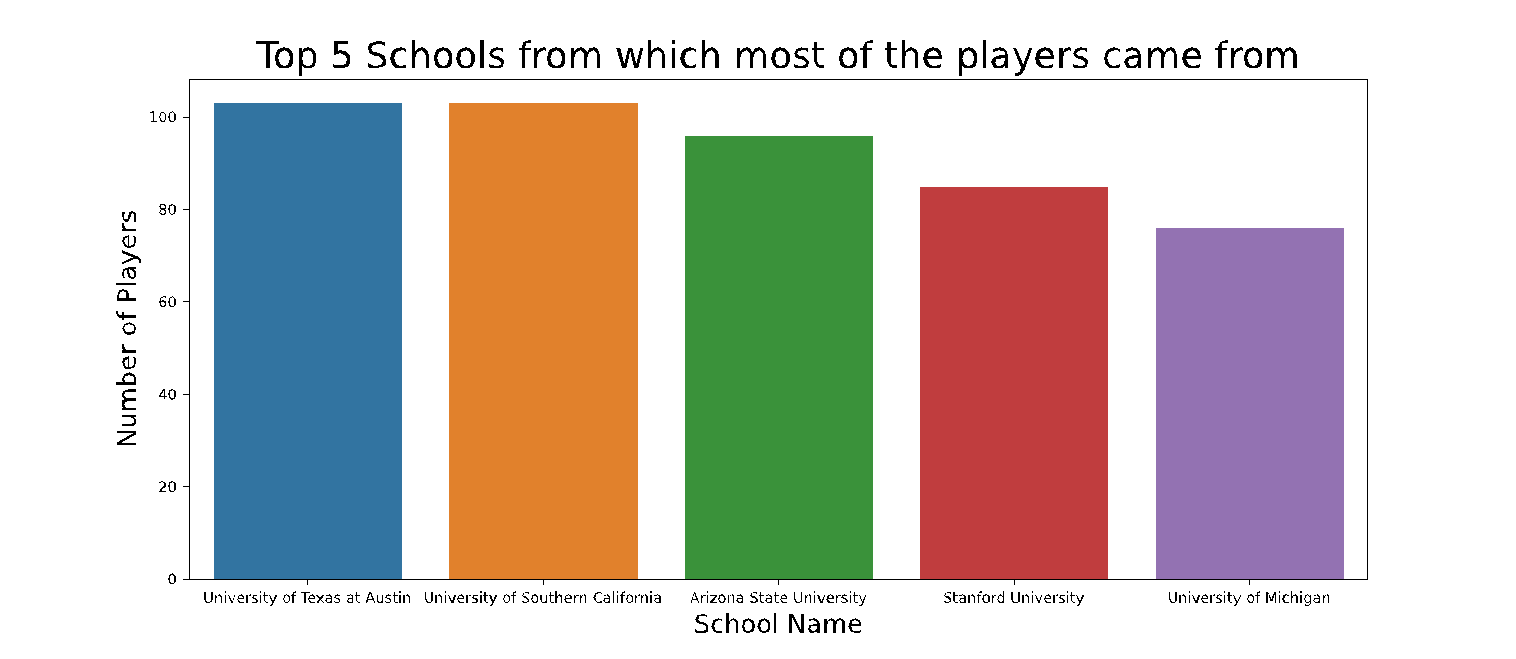 Top 5 Schools from which most of the players came from
Number of Players
100
80
60
40
20
0
University of Texas at Austin University of Southern California Arizona State University Stanford University University of Michigan
School Name